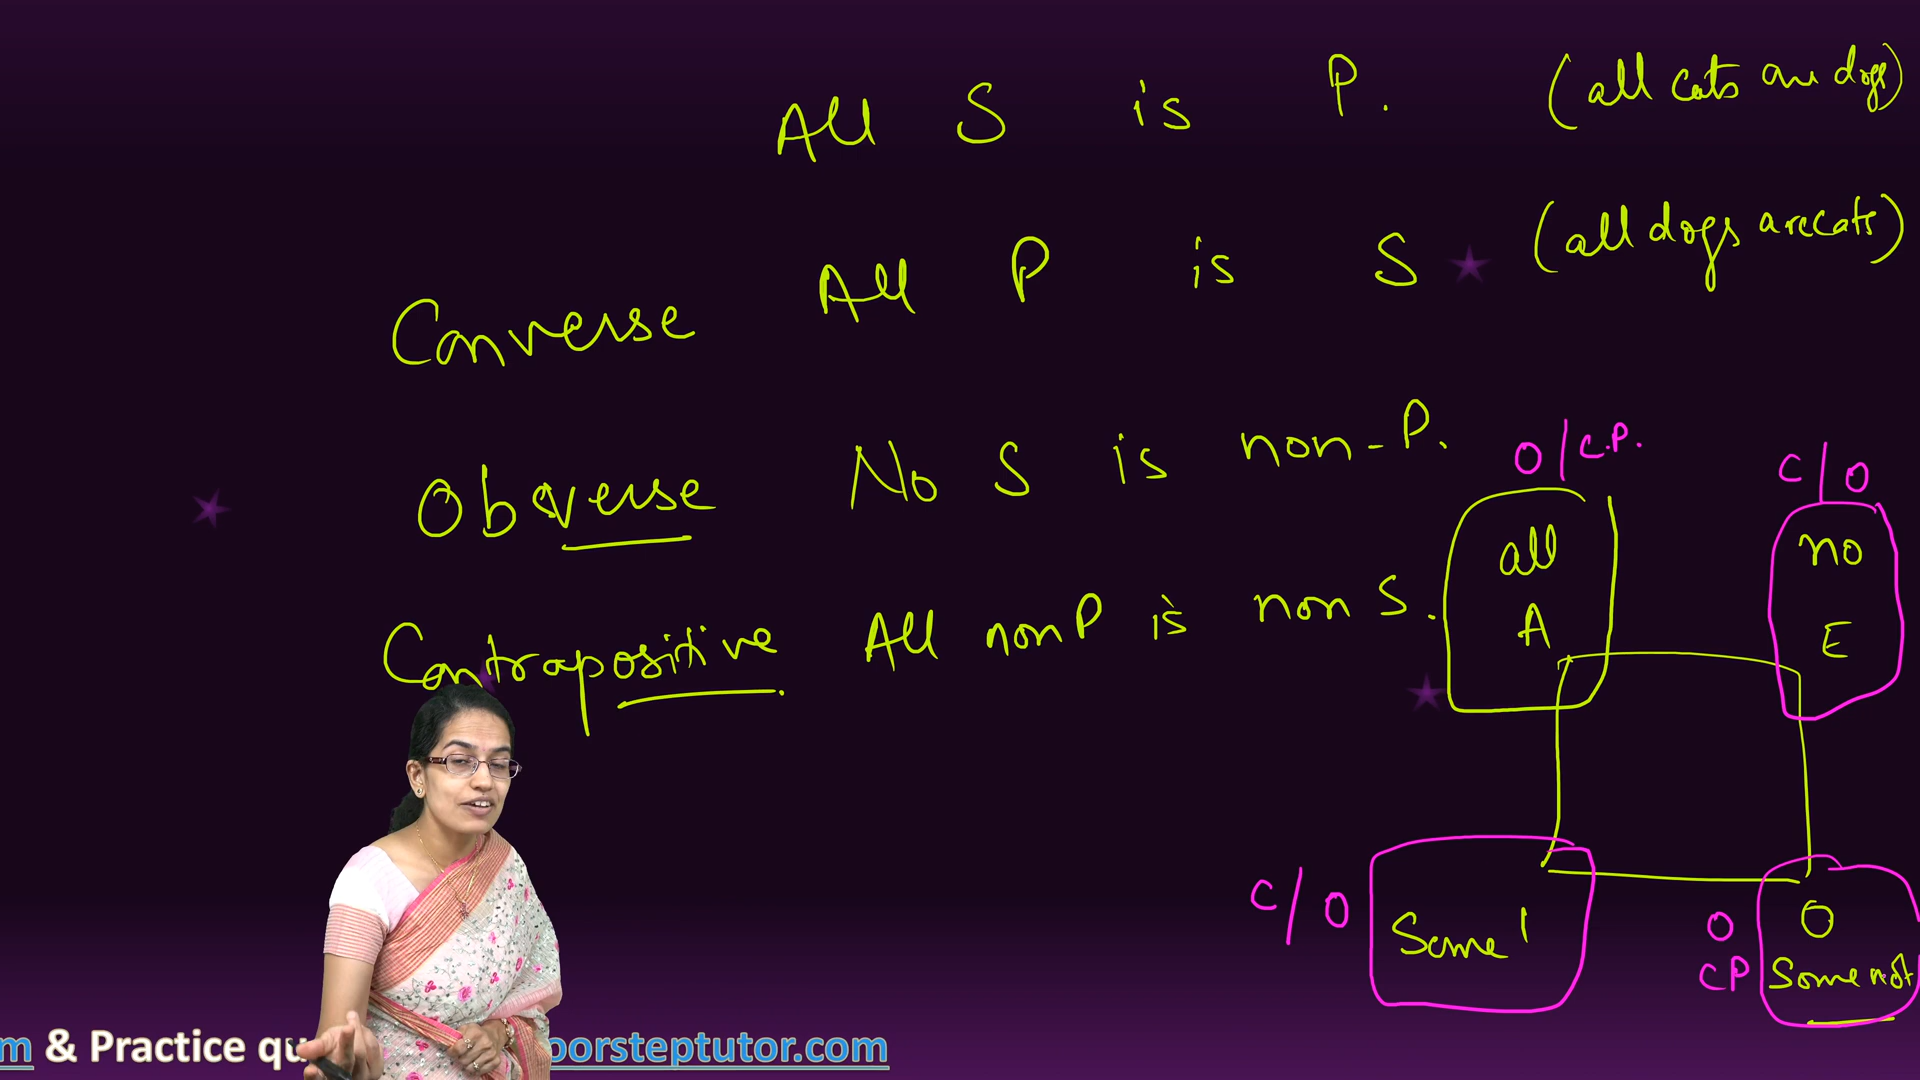 All S is P. (all cats are dogs)
Converse All P is S (all dogs are cats)
Obverse No S is non-P.
Contrapositive All non P is non S.
O/C.P. C/O
all no
A E
C/O Some I
O O
CP Some not
m & Practice qu oorsteptutor.com